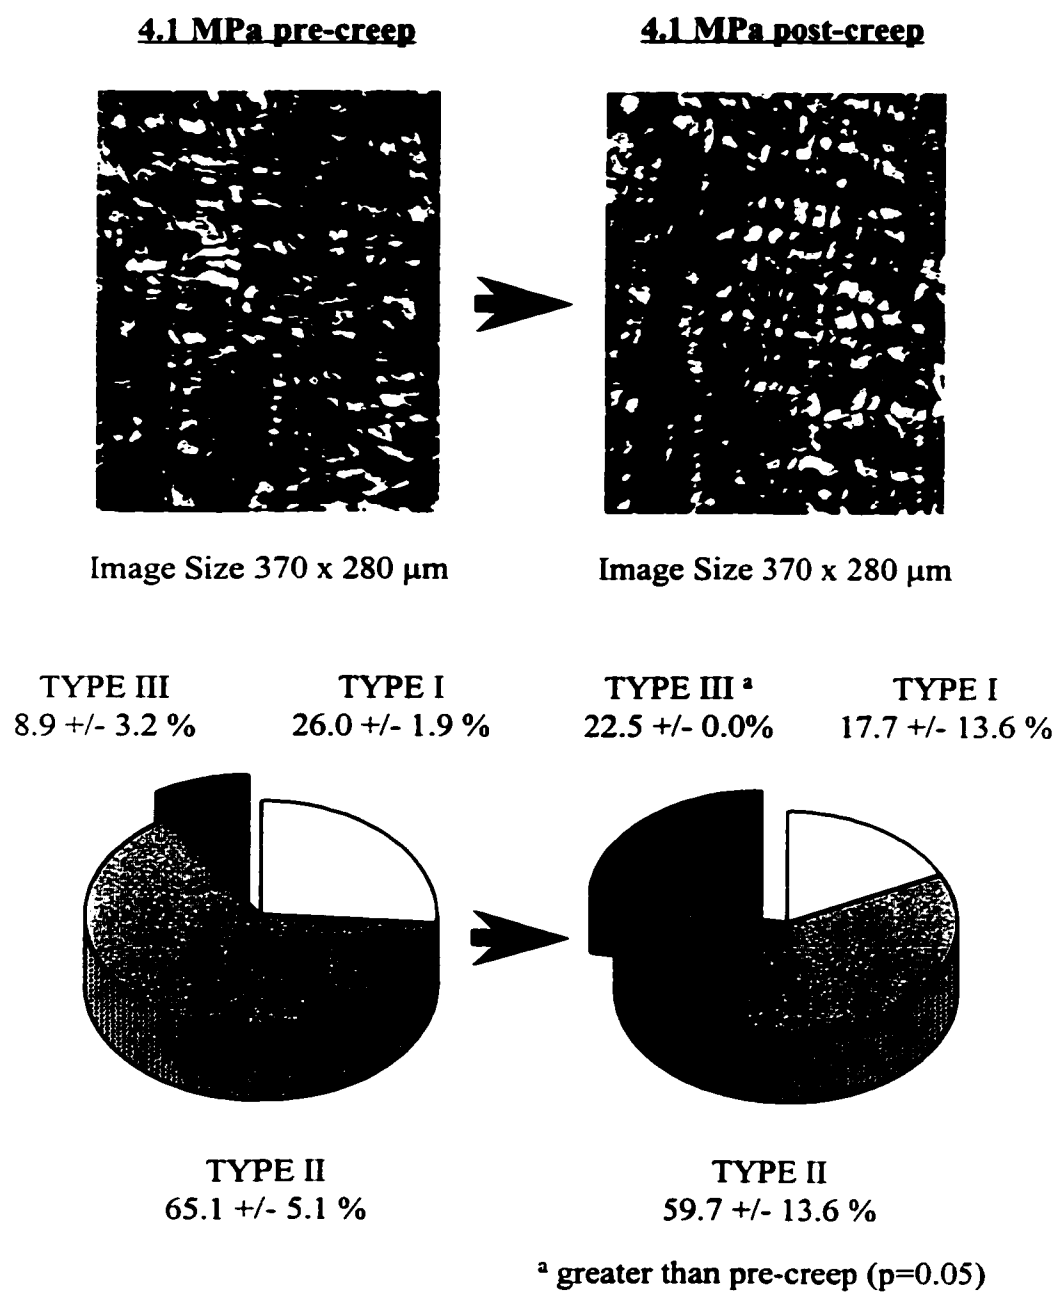 4.1 MPa pre-creep
4.1 MPa post-creep
Image Size 370 x 280 μm
Image Size 370 x 280 μm
TYPE III
8.9 +/- 3.2 %
TYPE I
26.0 +/- 1.9 %
TYPE III ᵃ
22.5 +/- 0.0%
TYPE I
17.7 +/- 13.6 %
TYPE II
65.1 +/- 5.1 %
TYPE II
59.7 +/- 13.6 %
ᵃ greater than pre-creep (p=0.05)